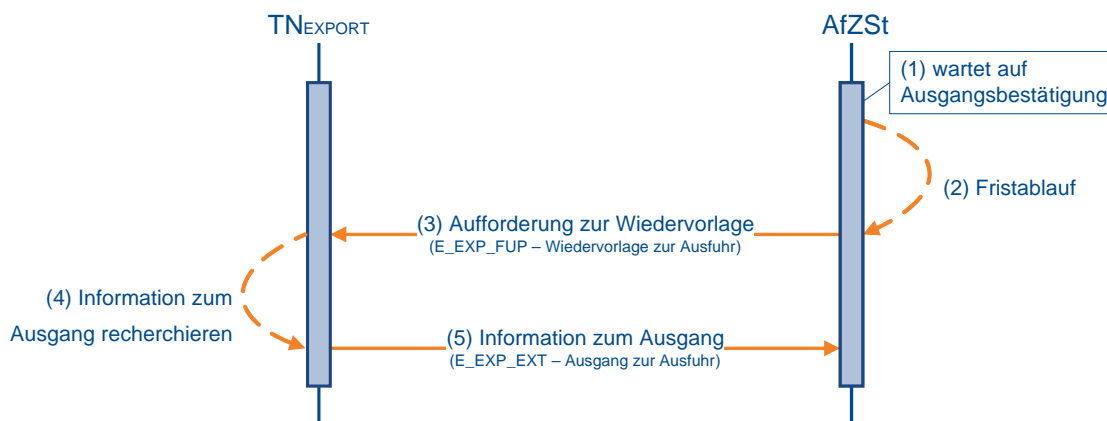 TNEXPORT
AfZSt
(1) wartet auf
Ausgangsbestätigung
(2) Fristablauf
(3) Aufforderung zur Wiedervorlage
(E_EXP_FUP – Wiedervorlage zur Ausfuhr)
(4) Information zum
Ausgang recherchieren
(5) Information zum Ausgang
(E_EXP_EXT – Ausgang zur Ausfuhr)